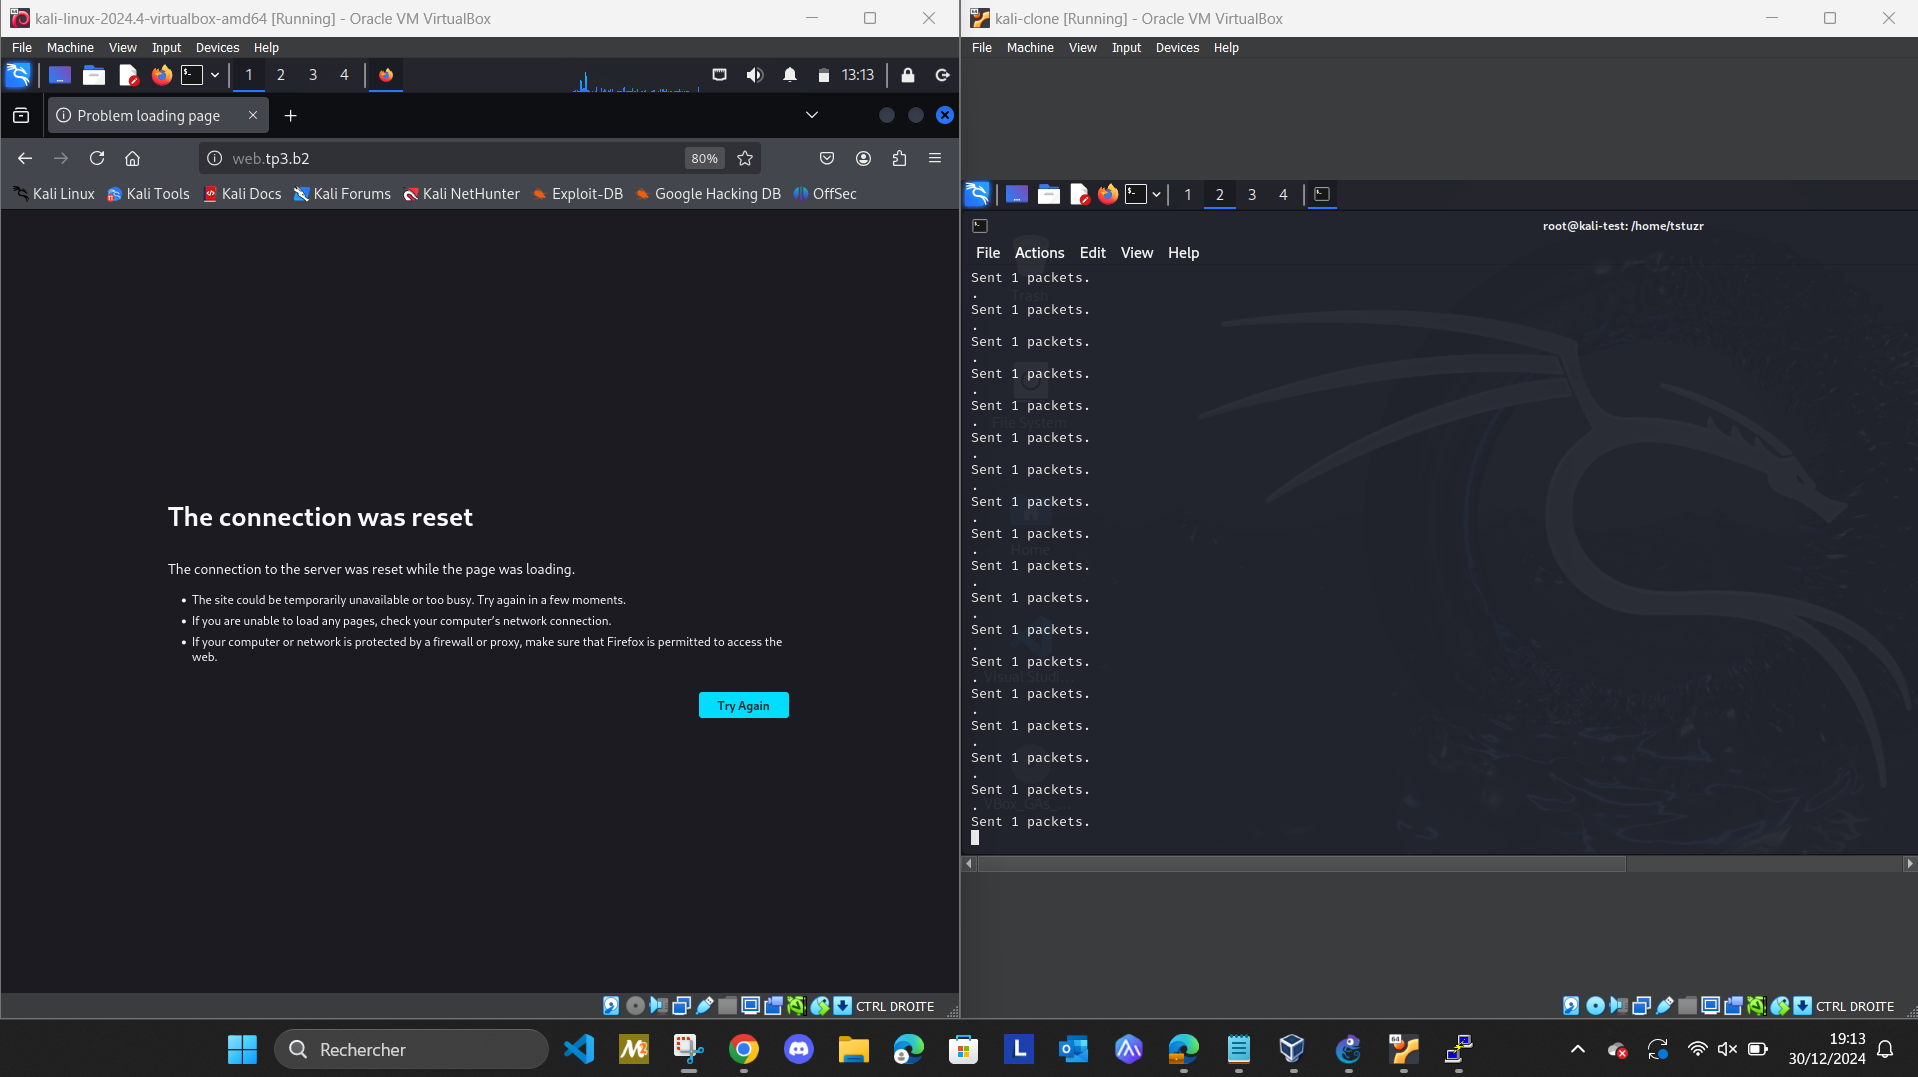 kali-linux-2024.4-virtualbox-amd64 [Running] - Oracle VM VirtualBox
File Machine View Input Devices Help
1 2 3 4 13:13
Problem loading page
web.tp3.b2 80%
Kali Linux Kali Tools Kali Docs Kali Forums Kali NetHunter Exploit-DB Google Hacking DB OffSec
The connection was reset
The connection to the server was reset while the page was loading.
• The site could be temporarily unavailable or too busy. Try again in a few moments.
• If you are unable to load any pages, check your computer's network connection.
• If your computer or network is protected by a firewall or proxy, make sure that Firefox is permitted to access the
web.
Try Again
CTRL DROITE
kali-clone [Running] - Oracle VM VirtualBox
File Machine View Input Devices Help
1 2 3 4
root@kali-test: /home/tstuzr
File Actions Edit View Help
Sent 1 packets.
.
Sent 1 packets.
.
Sent 1 packets.
.
Sent 1 packets.
.
Sent 1 packets.
.
Sent 1 packets.
.
Sent 1 packets.
.
Sent 1 packets.
.
Sent 1 packets.
.
Sent 1 packets.
.
Sent 1 packets.
.
Sent 1 packets.
.
Sent 1 packets.
.
Sent 1 packets.
.
Sent 1 packets.
.
Sent 1 packets.
.
Sent 1 packets.
.
Sent 1 packets.
Trash
File System
Home
Visual Studi...
VBox_GAs_...
CTRL DROITE
Rechercher
19:13
30/12/2024